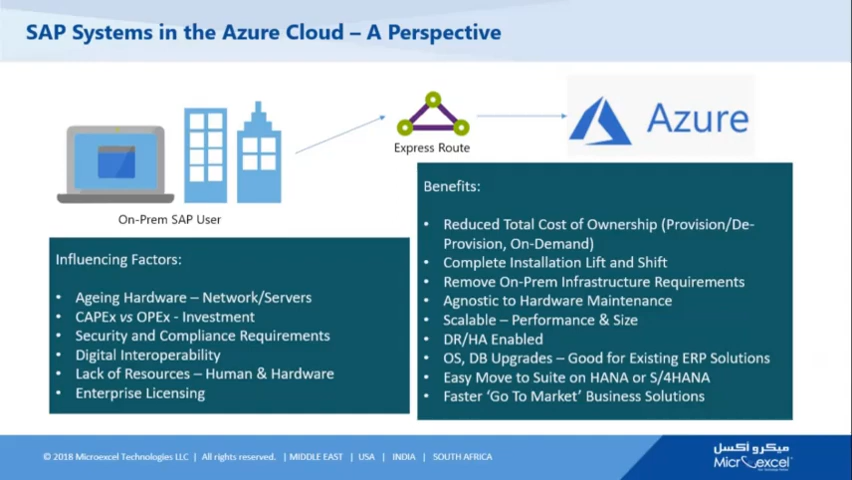 SAP Systems in the Azure Cloud – A Perspective
On-Prem SAP User
Express Route
Azure
Influencing Factors:
• Ageing Hardware – Network/Servers
• CAPEx vs OPEx - Investment
• Security and Compliance Requirements
• Digital Interoperability
• Lack of Resources – Human & Hardware
• Enterprise Licensing
Benefits:
• Reduced Total Cost of Ownership (Provision/De-
Provision, On-Demand)
• Complete Installation Lift and Shift
• Remove On-Prem Infrastructure Requirements
• Agnostic to Hardware Maintenance
• Scalable – Performance & Size
• DR/HA Enabled
• OS, DB Upgrades – Good for Existing ERP Solutions
• Easy Move to Suite on HANA or S/4HANA
• Faster ‘Go To Market’ Business Solutions
© 2018 Microexcel Technologies LLC | All rights reserved. | MIDDLE EAST | USA | INDIA | SOUTH AFRICA
ميكرو أكسل
Microexcel